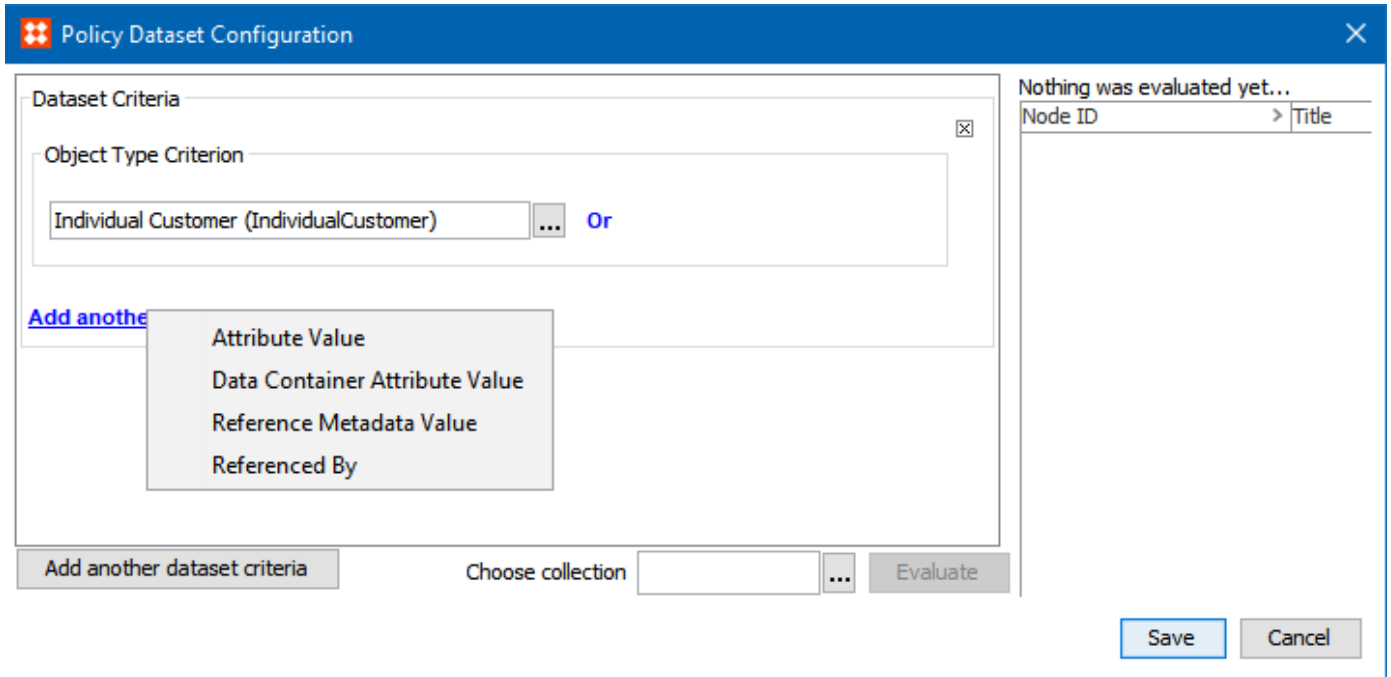 Policy Dataset Configuration
Dataset Criteria
Object Type Criterion
Individual Customer (IndividualCustomer)
...
Or
Add anothe
Attribute Value
Data Container Attribute Value
Reference Metadata Value
Referenced By
Add another dataset criteria
Choose collection
...
Evaluate
Nothing was evaluated yet...
Node ID > Title
Save
Cancel